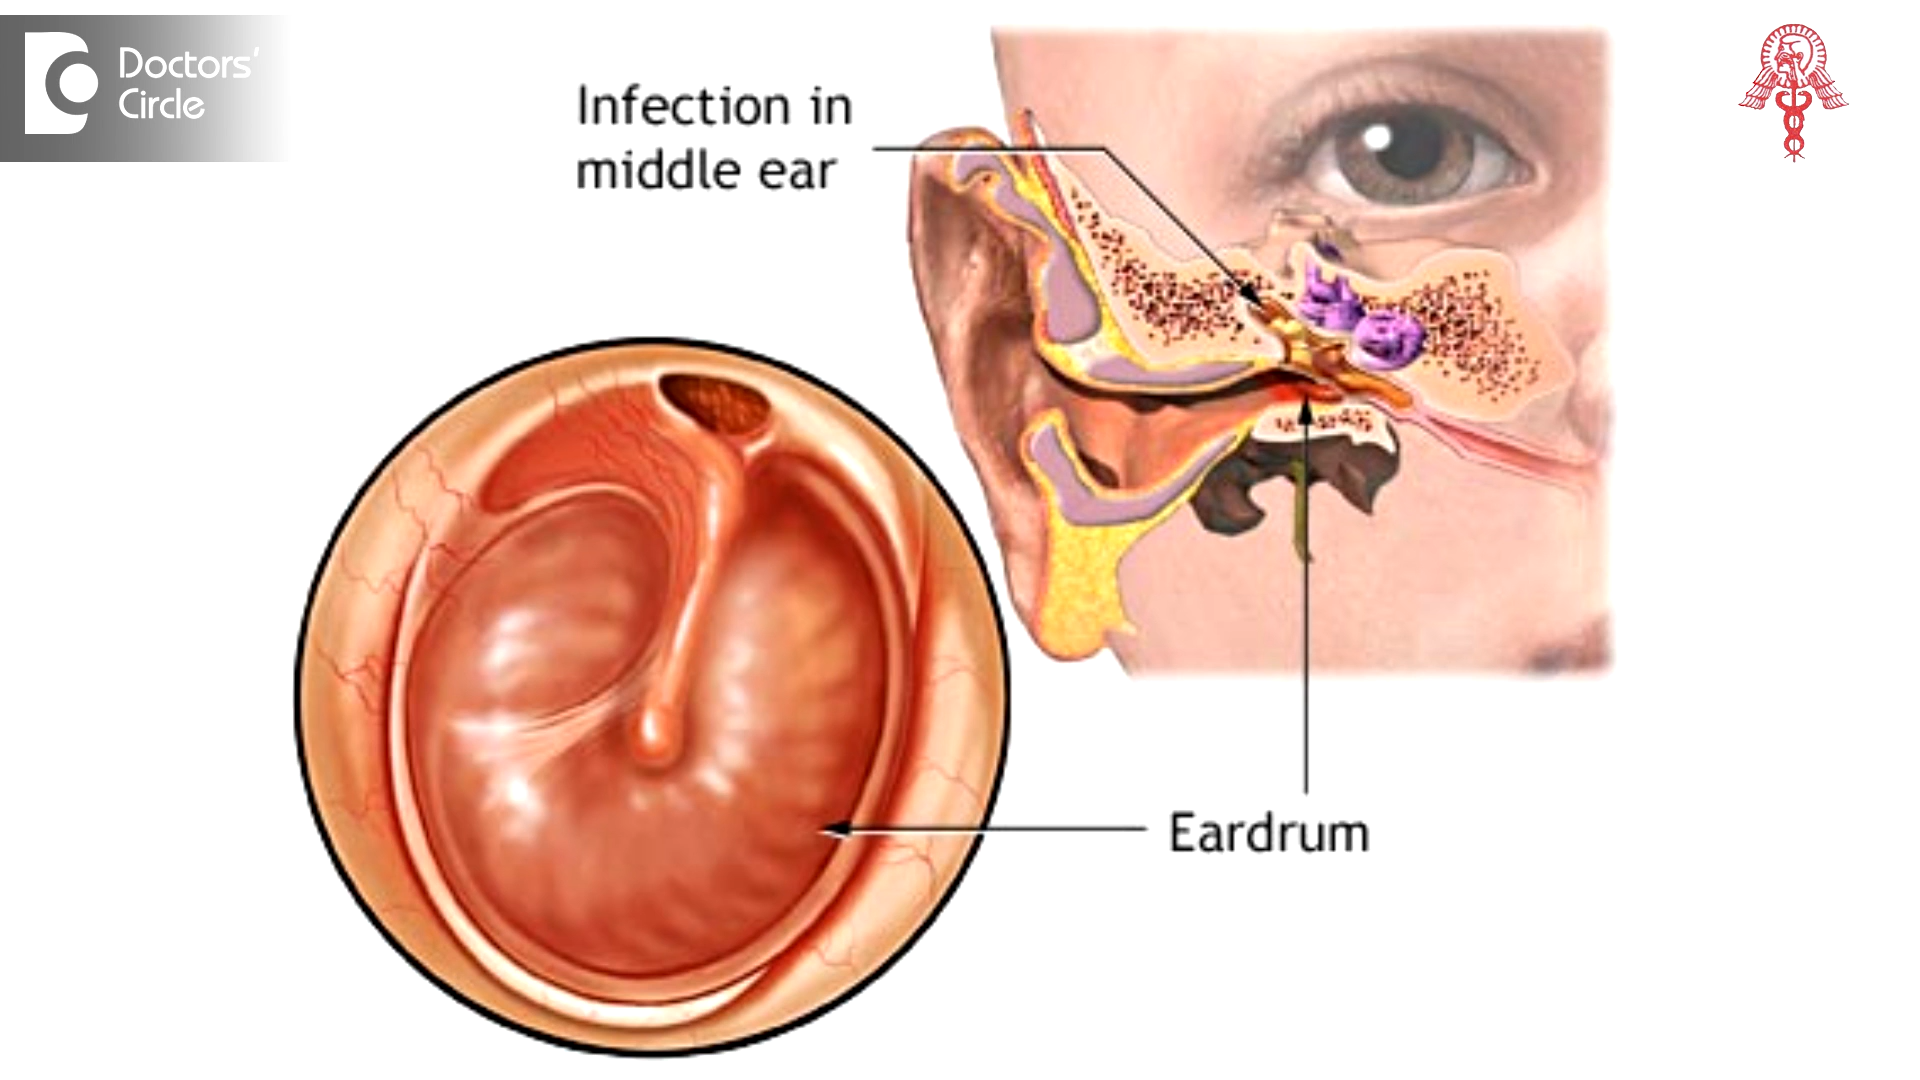 Doctors'
Circle
Infection in
middle ear
Eardrum